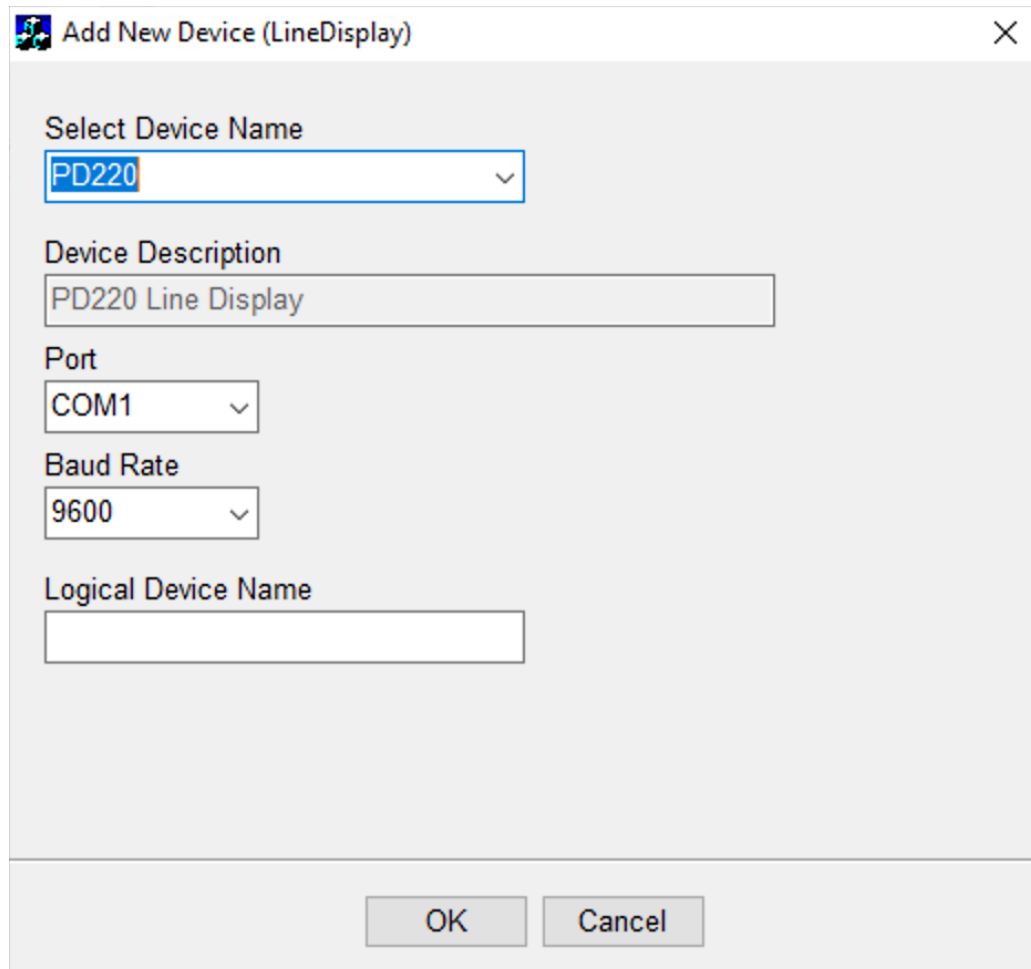 Add New Device (LineDisplay)
Select Device Name
PD220
Device Description
PD220 Line Display
Port
COM1
Baud Rate
9600
Logical Device Name
OK Cancel